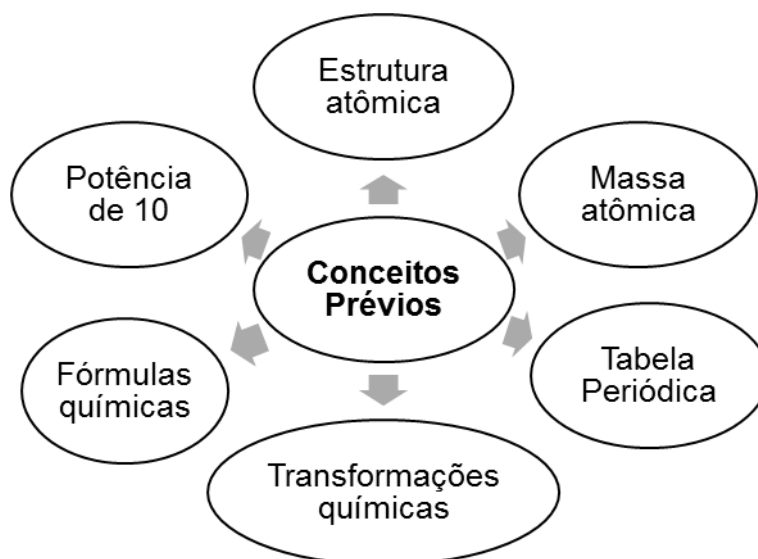 Estrutura
atômica
Potência
de 10
Massa
atômica
Conceitos
Prévios
Fórmulas
químicas
Tabela
Periódica
Transformações
químicas